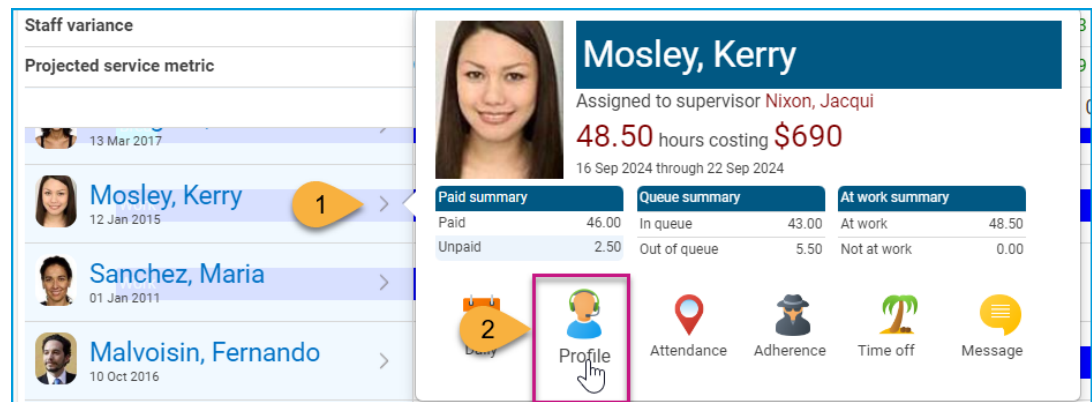 Staff variance
Projected service metric
13 Mar 2017
Mosley, Kerry
12 Jan 2015
1
Sanchez, Maria
01 Jan 2011
Malvoisin, Fernando
10 Oct 2016
Mosley, Kerry
Assigned to supervisor Nixon, Jacqui
48.50 hours costing $690
16 Sep 2024 through 22 Sep 2024
Paid summary
Paid 46.00
Unpaid 2.50
Queue summary
In queue 43.00
Out of queue 5.50
At work summary
At work 48.50
Not at work 0.00
2
Daily
Profile
Attendance
Adherence
Time off
Message